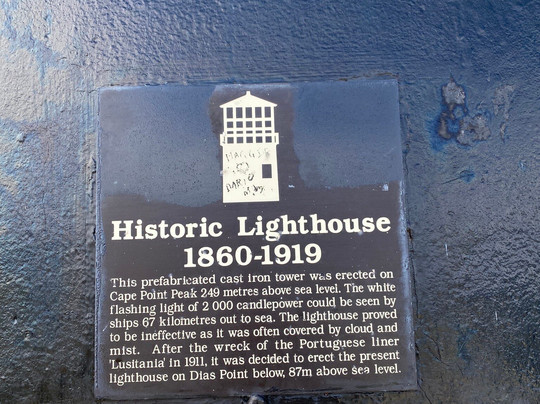 MAGUSS
DARIO
Historic Lighthouse
1860-1919
This prefabricated cast iron tower was erected on
Cape Point Peak 249 metres above sea level. The white
flashing light of 2 000 candlepower could be seen by
ships 67 kilometres out to sea. The lighthouse proved
to be ineffective as it was often covered by cloud and
mist. After the wreck of the Portuguese liner
'Lusitania' in 1911, it was decided to erect the present
lighthouse on Dias Point below, 87m above sea level.